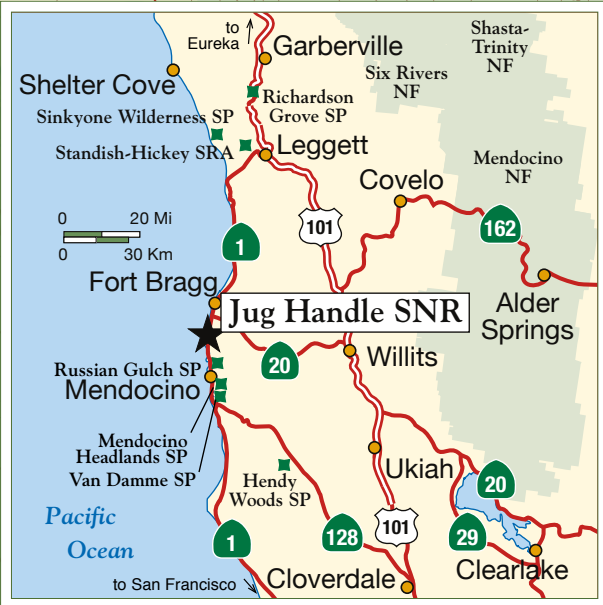 to
Eureka
Garberville
Shasta-
Trinity
NF
Six Rivers
NF
Shelter Cove
Richardson
Grove SP
Sinkyone Wilderness SP
Standish-Hickey SRA
Leggett
Mendocino
NF
Covelo
0 20 Mi
0 30 Km
101
162
1
Fort Bragg
Jug Handle SNR
Alder
Springs
20
Willits
Russian Gulch SP
Mendocino
Mendocino
Headlands SP
Van Damme SP
Hendy
Woods SP
Ukiah
20
Pacific
Ocean
1
128
101
29
Clearlake
to San Francisco
Cloverdale